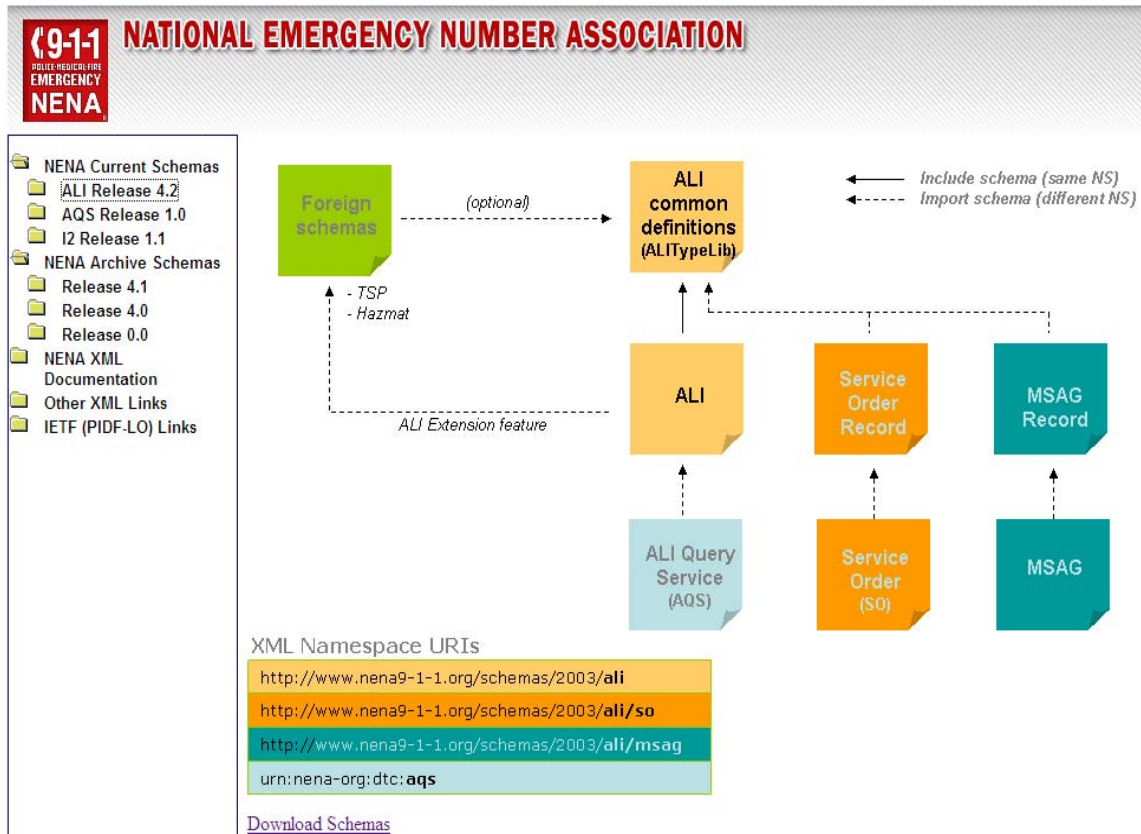 9-1-1
POLICE-MEDICAL-FIRE
EMERGENCY
NENA
NATIONAL EMERGENCY NUMBER ASSOCIATION
NENA Current Schemas
ALI Release 4.2
AQS Release 1.0
I2 Release 1.1
NENA Archive Schemas
Release 4.1
Release 4.0
Release 0.0
NENA XML
Documentation
Other XML Links
IETF (PIDF-LO) Links
Foreign
schemas
(optional)
ALI
common
definitions
(ALITypeLib)
Include schema (same NS)
Import schema (different NS)
- TSP
- Hazmat
ALI Extension feature
ALI
Service
Order
Record
MSAG
Record
ALI Query
Service
(AQS)
Service
Order
(SO)
MSAG
XML Namespace URIs
http://www.nena9-1-1.org/schemas/2003/ali
http://www.nena9-1-1.org/schemas/2003/ali/so
http://www.nena9-1-1.org/schemas/2003/ali/msag
urn:nena-org:dtc:aqs
Download Schemas